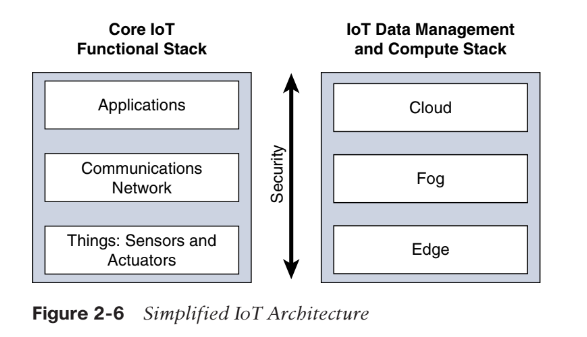 Core IoT
Functional Stack
IoT Data Management
and Compute Stack
Applications
Communications
Network
Things: Sensors and
Actuators
Security
Cloud
Fog
Edge
Figure 2-6 Simplified IoT Architecture